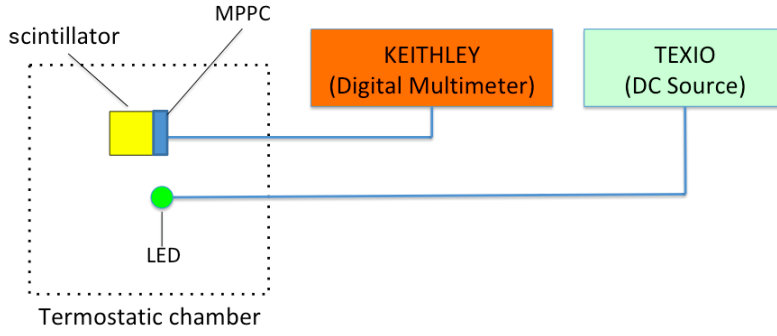 MPPC
scintillator
KEITHLEY
(Digital Multimeter)
TEXIO
(DC Source)
LED
Termostatic chamber